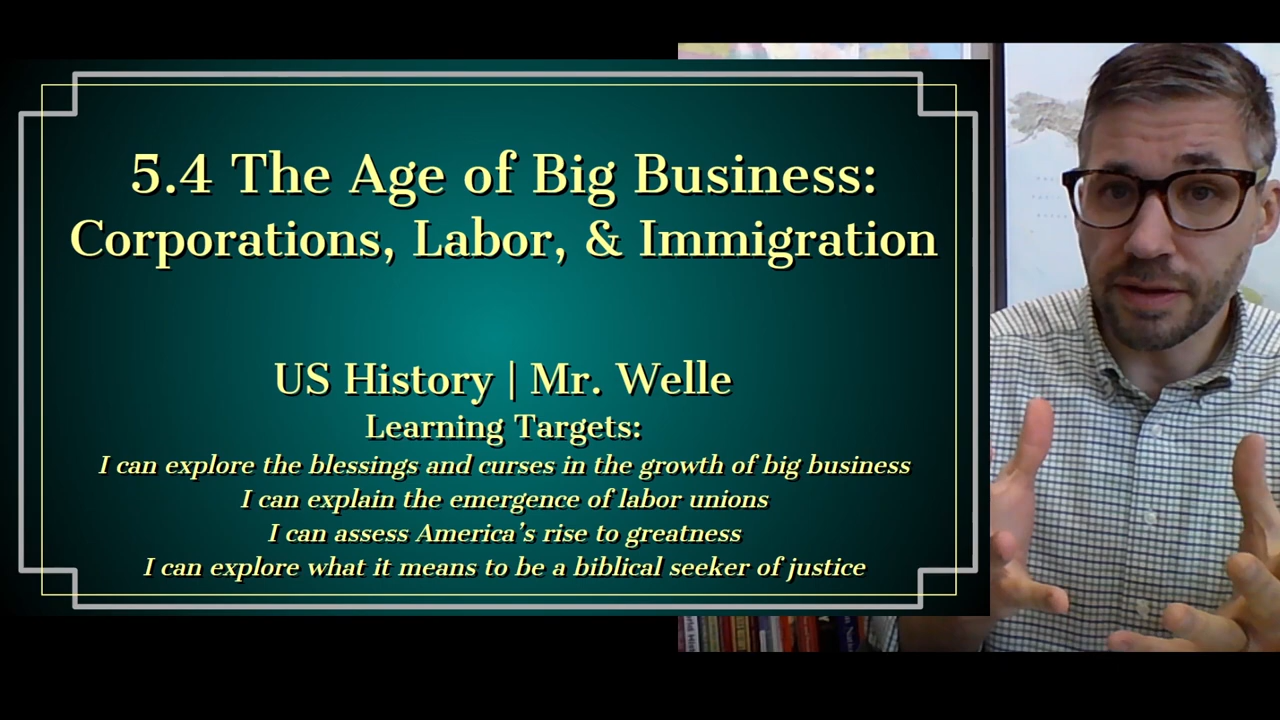 5.4 The Age of Big Business:
Corporations, Labor, & Immigration
US History | Mr. Welle
Learning Targets:
I can explore the blessings and curses in the growth of big business
I can explain the emergence of labor unions
I can assess America's rise to greatness
I can explore what it means to be a biblical seeker of justice